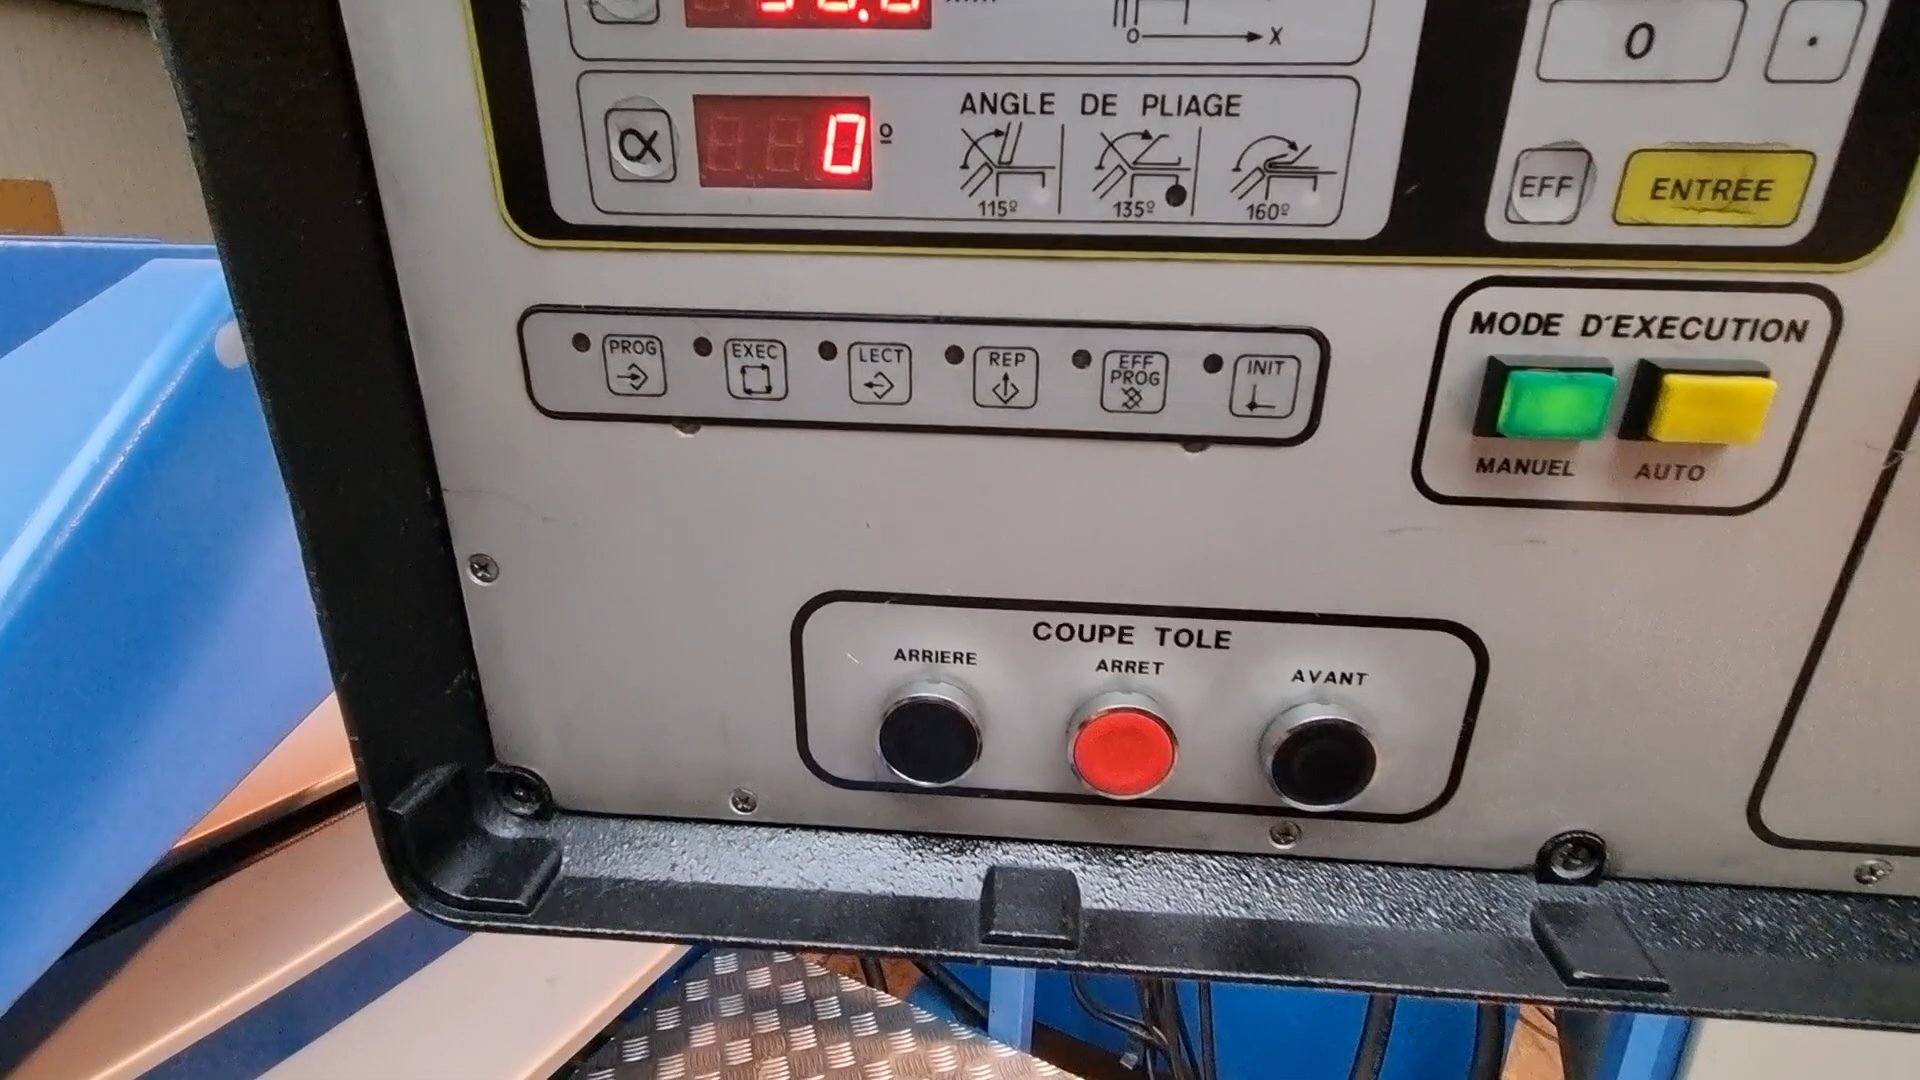 X
0
0
.
α
0 º
ANGLE DE PLIAGE
115º
135º
160º
EFF
ENTREE
PROG
EXEC
LECT
REP
EFF
PROG
INIT
MODE D'EXECUTION
MANUEL
AUTO
COUPE TOLE
ARRIERE
ARRET
AVANT